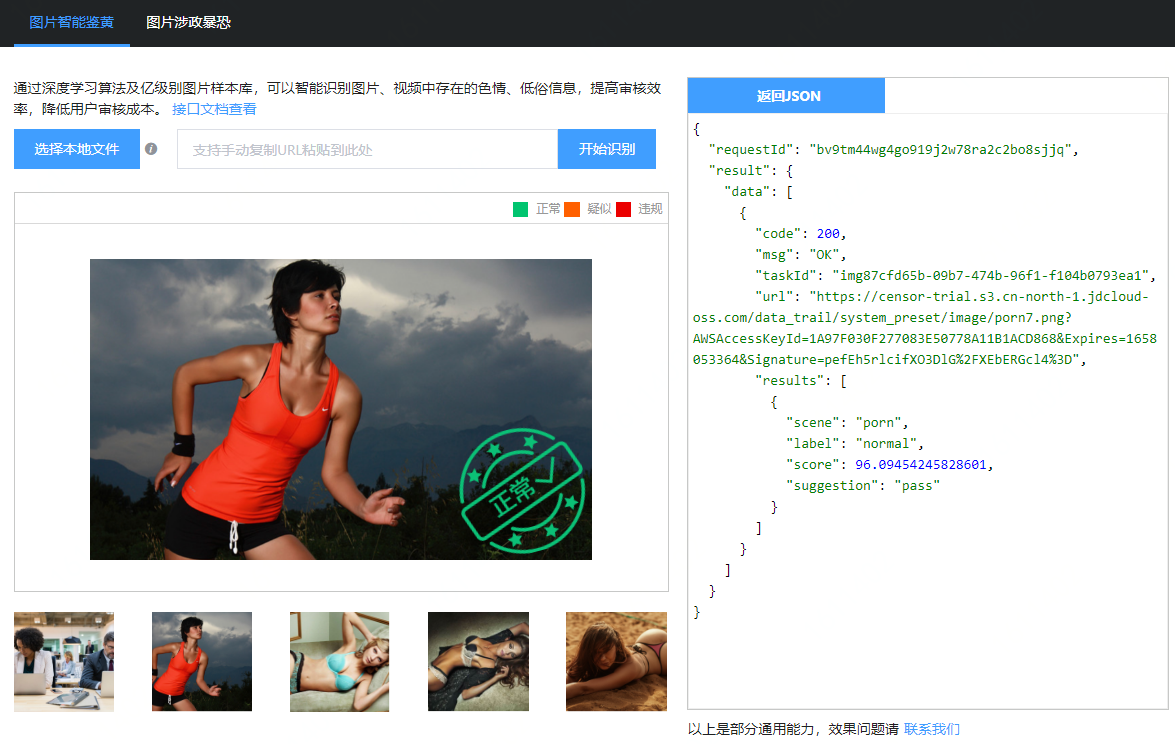 图片智能鉴黄 图片涉政暴恐
通过深度学习算法及亿级别图片样本库，可以智能识别图片、视频中存在的色情、低俗信息，提高审核效
率，降低用户审核成本。 接口文档查看
选择本地文件 i 支持手动复制URL粘贴到此处 开始识别
正常 疑似 违规
正常
返回JSON
{
"requestId": "bv9tm44wg4go919j2w78ra2c2bo8sjjq",
"result": {
"data": [
{
"code": 200,
"msg": "OK",
"taskId": "img87cfd65b-09b7-474b-96f1-f104b0793ea1",
"url": "https://censor-trial.s3.cn-north-1.jdcloud-
oss.com/data_trail/system_preset/image/porn7.png?
AWSAccessKeyId=1A97F030F277083E50778A11B1ACD868&Expires=1658
053364&Signature=pefEh5rlcifXO3DlG%2FXEbERGcl4%3D",
"results": [
{
"scene": "porn",
"label": "normal",
"score": 96.09454245828601,
"suggestion": "pass"
}
]
}
]
}
}
以上是部分通用能力，效果问题请 联系我们